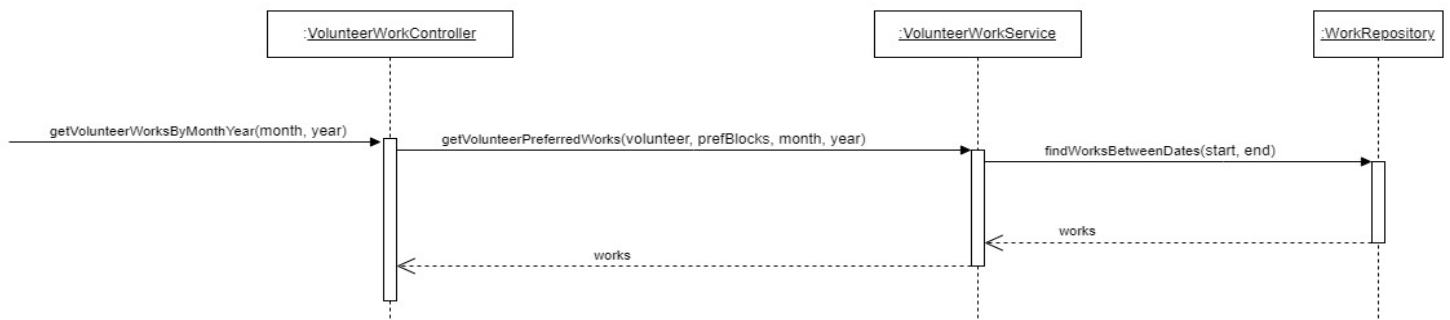 :VolunteerWorkController
:VolunteerWorkService
:WorkRepository
getVolunteerWorksByMonthYear(month, year)
getVolunteerPreferredWorks(volunteer, prefBlocks, month, year)
findWorksBetweenDates(start, end)
works
works